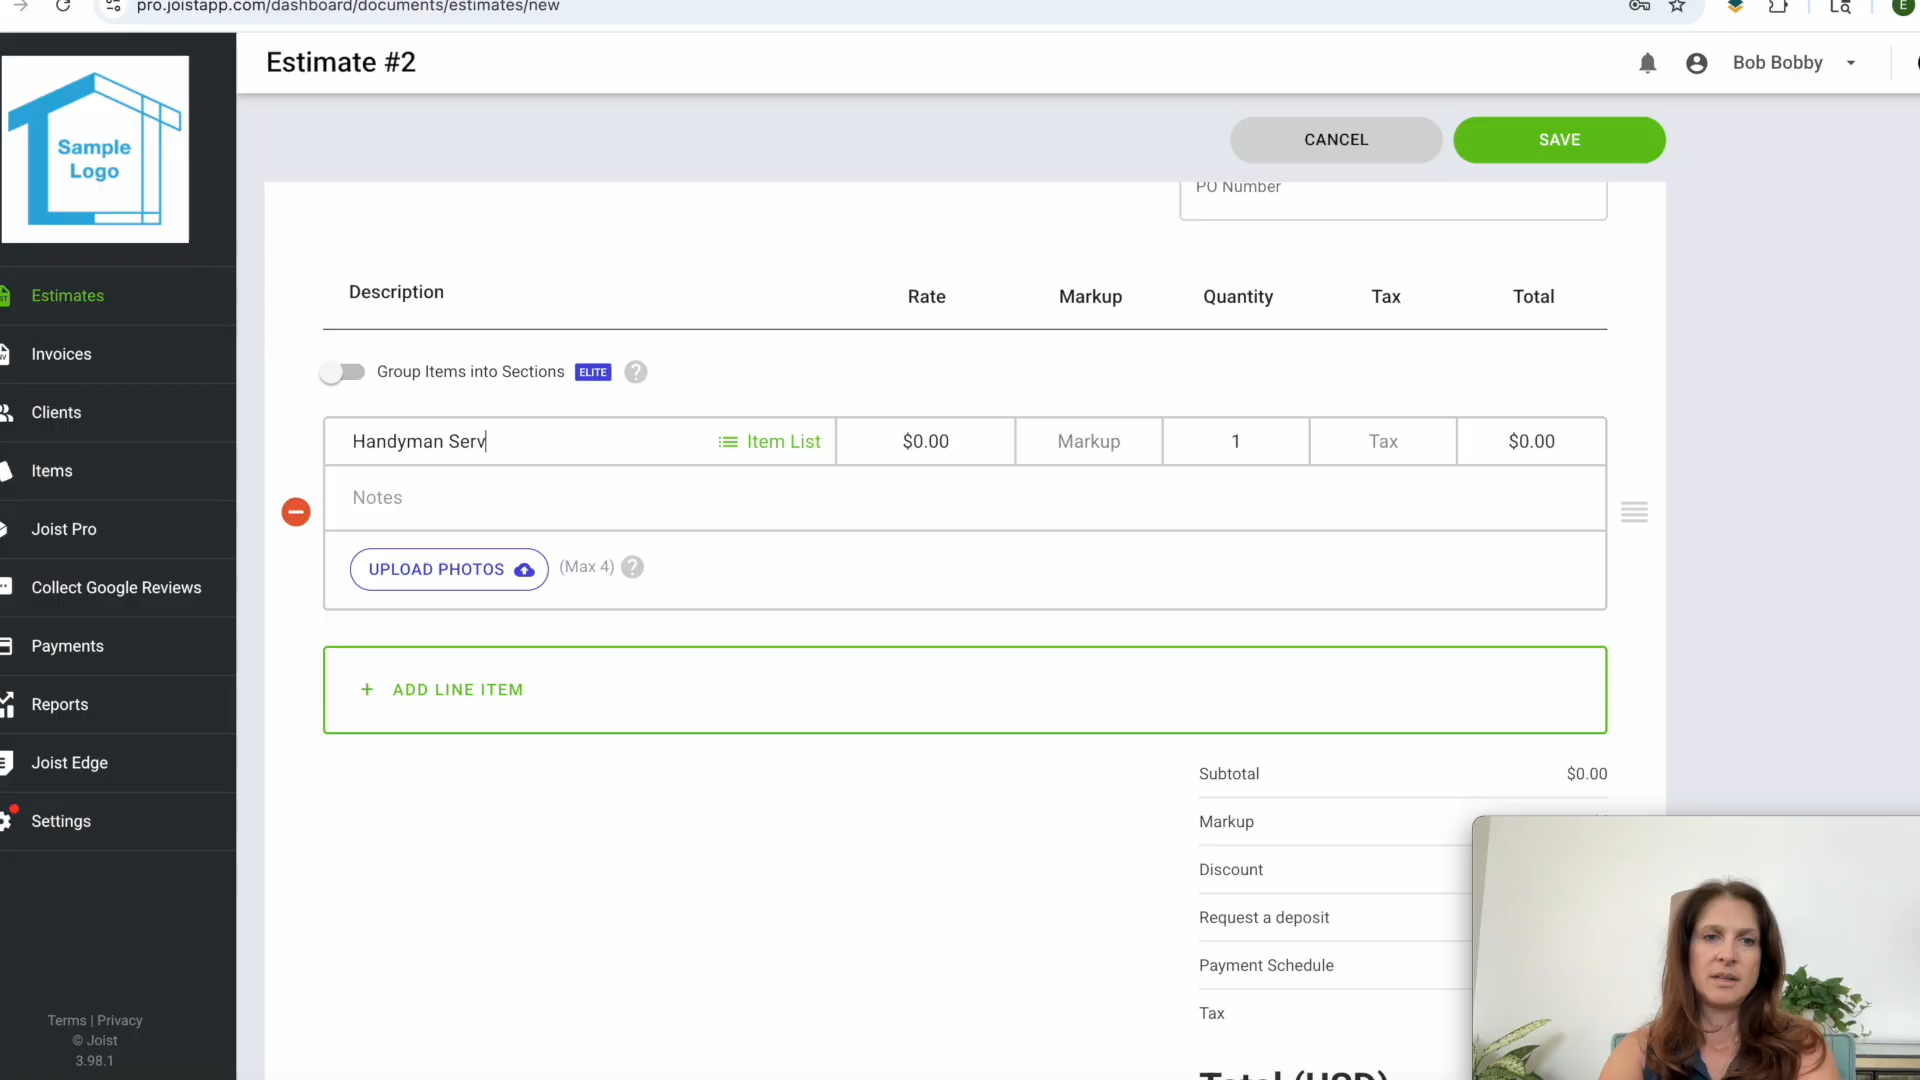 pro.joistapp.com/dashboard/documents/estimates/new
E
Estimate #2
Bob Bobby
Sample
Logo
CANCEL
SAVE
PO Number
Estimates
Invoices
Clients
Items
Joist Pro
Collect Google Reviews
Payments
Reports
Joist Edge
Settings
Description Rate Markup Quantity Tax Total
Group Items into Sections ELITE ?
Handyman Serv Item List $0.00 Markup 1 Tax $0.00
Notes
UPLOAD PHOTOS (Max 4) ?
+ ADD LINE ITEM
Subtotal $0.00
Markup
Discount
Request a deposit
Payment Schedule
Tax
Total (USD)
Terms | Privacy
© Joist
3.98.1